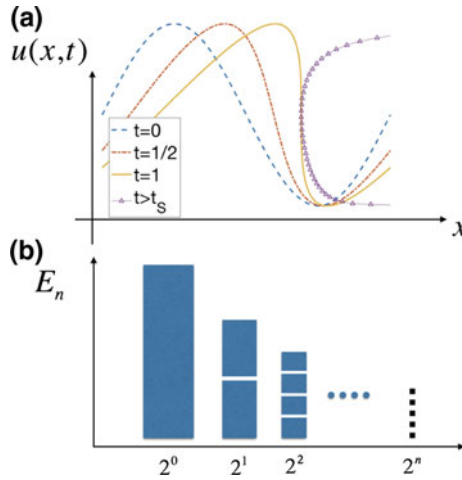 (a)
u(x,t)
t=0
t=1/2
t=1
t>t_S
x
(b)
E_n
2^0 2^1 2^2 2^n